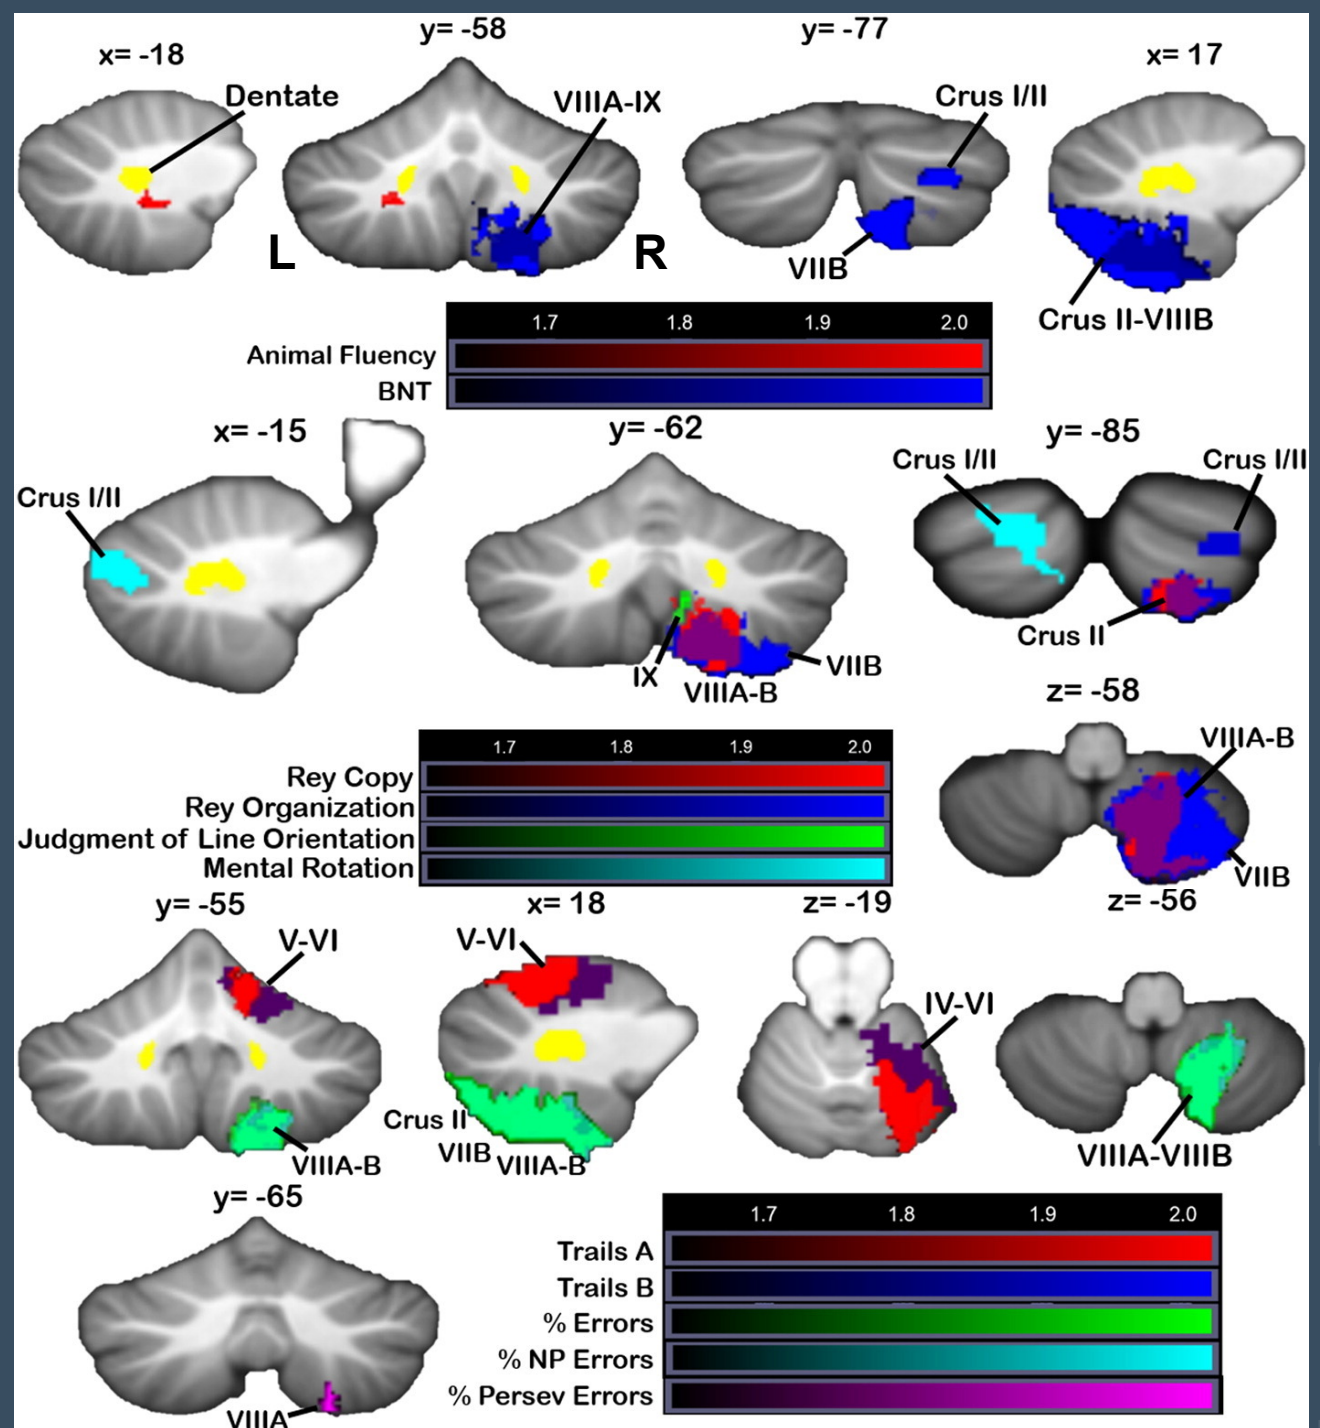 x= -18
y= -58
y= -77
x= 17
Dentate
VIIIA-IX
Crus I/II
L
R
VIIB
Crus II-VIIIB
1.7 1.8 1.9 2.0
Animal Fluency
BNT
x= -15
y= -62
y= -85
Crus I/II
Crus I/II
Crus I/II
Crus II
IX
VIIIA-B
VIIB
z= -58
VIIIA-B
VIIB
1.7 1.8 1.9 2.0
Rey Copy
Rey Organization
Judgment of Line Orientation
Mental Rotation
y= -55
x= 18
z= -19
z= -56
V-VI
V-VI
IV-VI
VIIIA-B
Crus II
VIIB
VIIIA-B
VIIIA-VIIIB
y= -65
VIIIA
1.7 1.8 1.9 2.0
Trails A
Trails B
% Errors
% NP Errors
% Persev Errors